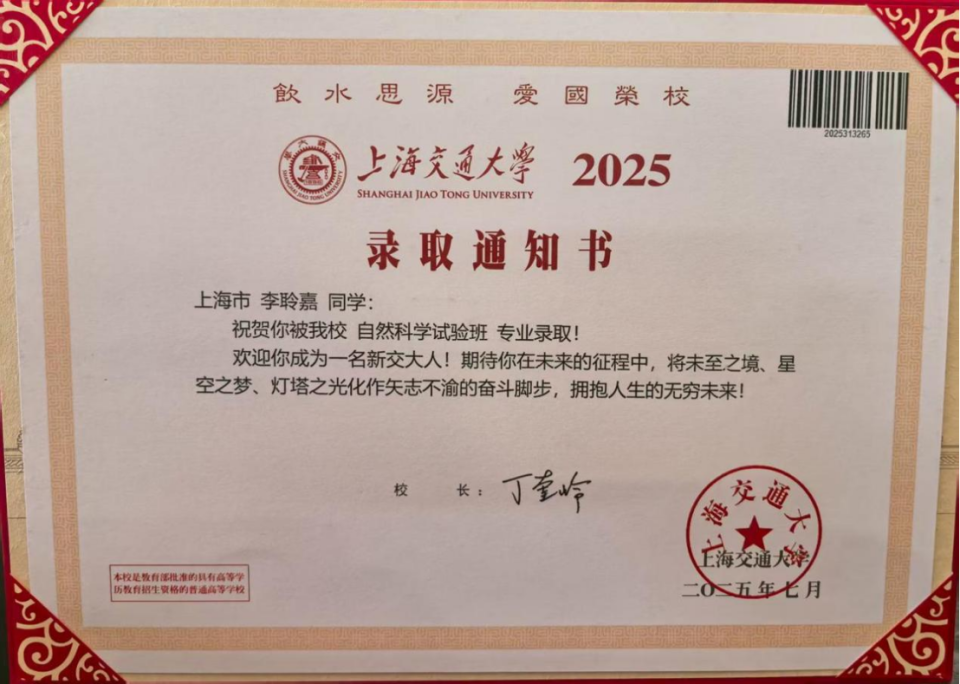 飲水思源 愛國榮校
2025313265
上海交通大學 2025
SHANGHAI JIAO TONG UNIVERSITY
录取通知书
上海市 李聆嘉 同学：
祝贺你被我校 自然科学试验班 专业录取！
欢迎你成为一名新交大人！期待你在未来的征程中，将未至之境、星
空之梦、灯塔之光化作矢志不渝的奋斗脚步，拥抱人生的无穷未来！
校 长： 丁奎岭
上海交通大学
上海交通大学
二〇二五年七月
本校是教育部批准的具有高等学
历教育招生资格的普通高等学校